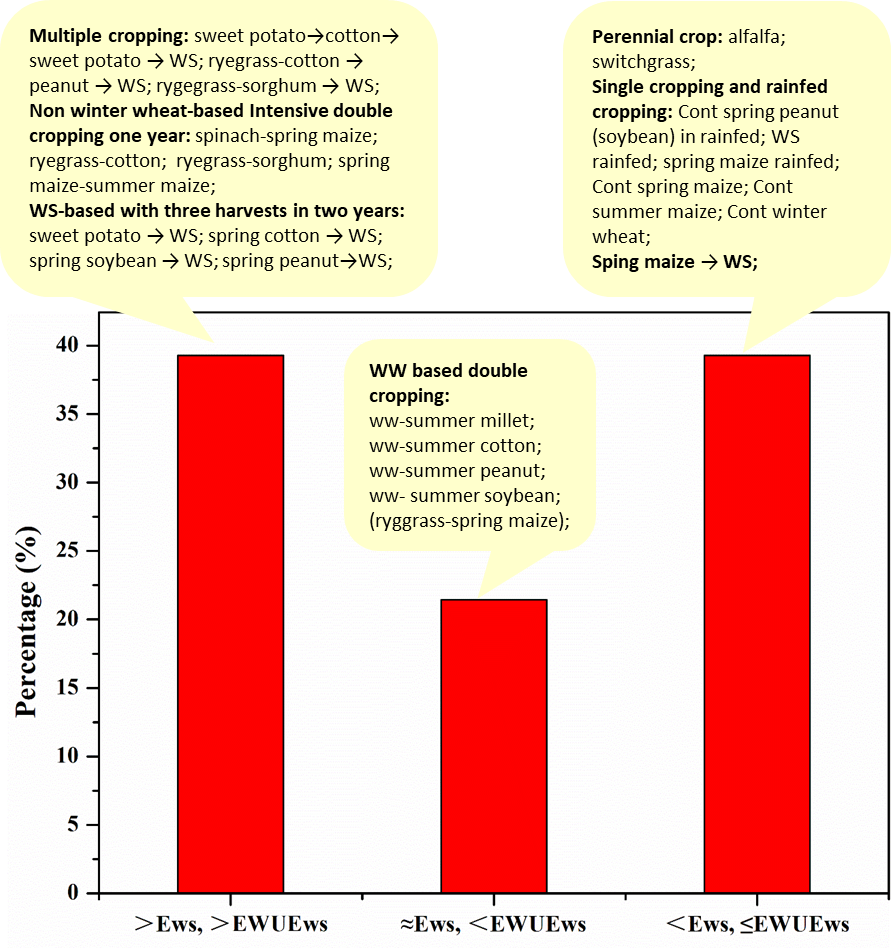 Multiple cropping: sweet potato→cotton→
sweet potato → WS; ryegrass-cotton →
peanut → WS; rygegrass-sorghum → WS;
Non winter wheat-based Intensive double
cropping one year: spinach-spring maize;
ryegrass-cotton; ryegrass-sorghum; spring
maize-summer maize;
WS-based with three harvests in two years:
sweet potato → WS; spring cotton → WS;
spring soybean → WS; spring peanut→WS;
Perennial crop: alfalfa;
switchgrass;
Single cropping and rainfed
cropping: Cont spring peanut
(soybean) in rainfed; WS
rainfed; spring maize rainfed;
Cont spring maize; Cont
summer maize; Cont winter
wheat;
Sping maize → WS;
WW based double
cropping:
ww-summer millet;
ww-summer cotton;
ww-summer peanut;
ww- summer soybean;
(ryggrass-spring maize);
Percentage (%)
40
35
30
25
20
15
10
5
0
>Ews, >EWUEws
≈Ews, <EWUEws
<Ews, ≤EWUEws